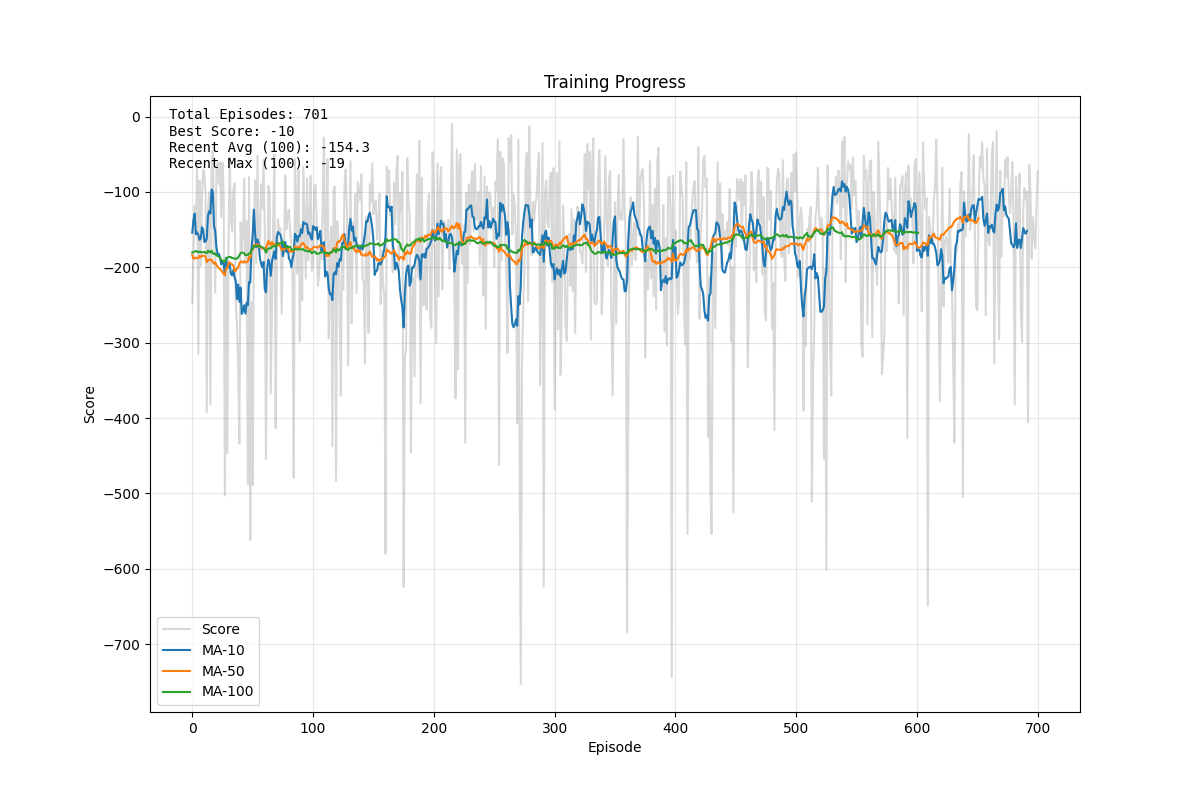 Training Progress
Total Episodes: 701
Best Score: -10
Recent Avg (100): -154.3
Recent Max (100): -19
0
−100
−200
−300
−400
−500
−600
−700
Score
Score
MA-10
MA-50
MA-100
0 100 200 300 400 500 600 700
Episode